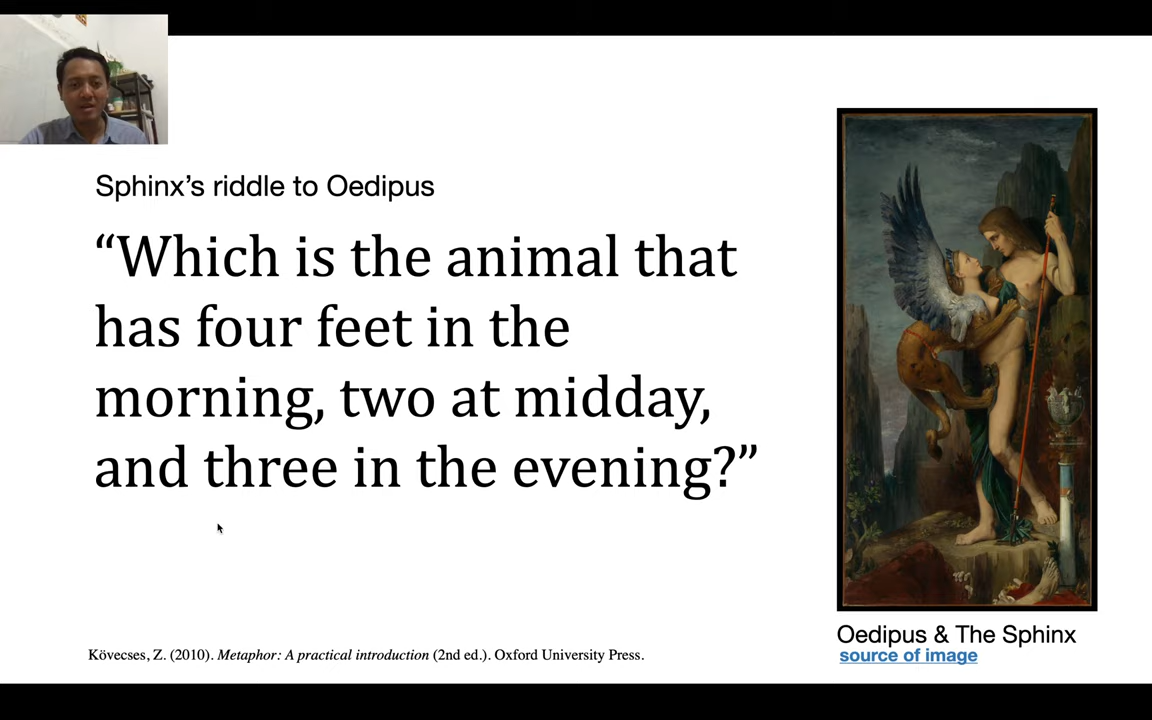 Sphinx’s riddle to Oedipus
“Which is the animal that
has four feet in the
morning, two at midday,
and three in the evening?”
Oedipus & The Sphinx
source of image
Kövecses, Z. (2010). Metaphor: A practical introduction (2nd ed.). Oxford University Press.